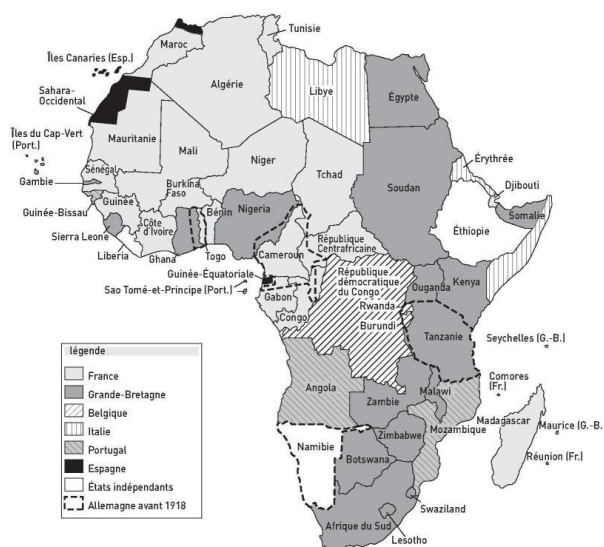 Tunisie
Maroc
Îles Canaries (Esp.)
Algérie
Libye
Égypte
Sahara-
Occidental
Îles du Cap-Vert
(Port.)
Mauritanie
Mali
Niger
Tchad
Soudan
Érythrée
Djibouti
Sénégal
Gambie
Guinée
Burkina
Faso
Guinée-Bissau
Bénin
Nigeria
Côte
d'Ivoire
Somalie
Éthiopie
Sierra Leone
Liberia
Ghana
Togo
Cameroun
République
Centrafricaine
Guinée-Équatoriale
Sao Tomé-et-Principe (Port.)
Gabon
Congo
République
démocratique
du Congo
Rwanda
Burundi
Ouganda
Kenya
Tanzanie
Seychelles (G.-B.)
légende
France
Grande-Bretagne
Belgique
Italie
Portugal
Espagne
États indépendants
Allemagne avant 1918
Angola
Zambie
Malawi
Comores
(Fr.)
Mozambique
Madagascar
Maurice (G.-B.
Réunion (Fr.)
Zimbabwe
Namibie
Botswana
Swaziland
Afrique du Sud
Lesotho